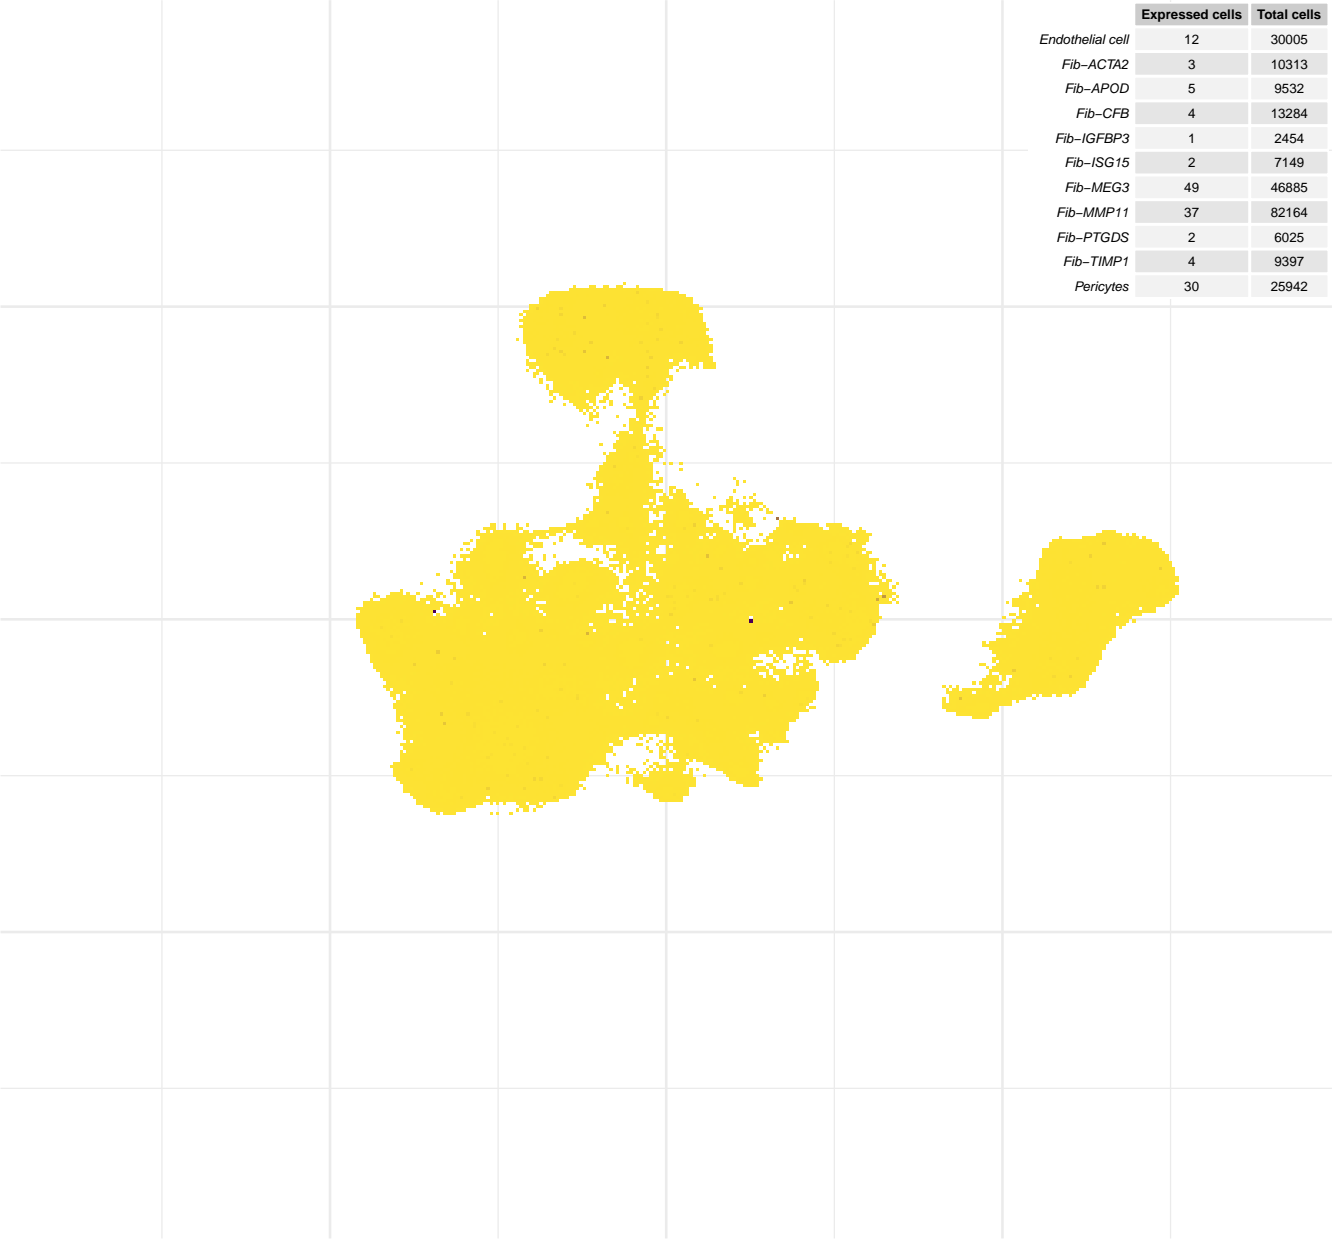 Expressed cells Total cells
Endothelial cell 12 30005
Fib−ACTA2 3 10313
Fib−APOD 5 9532
Fib−CFB 4 13284
Fib−IGFBP3 1 2454
Fib−ISG15 2 7149
Fib−MEG3 49 46885
Fib−MMP11 37 82164
Fib−PTGDS 2 6025
Fib−TIMP1 4 9397
Pericytes 30 25942